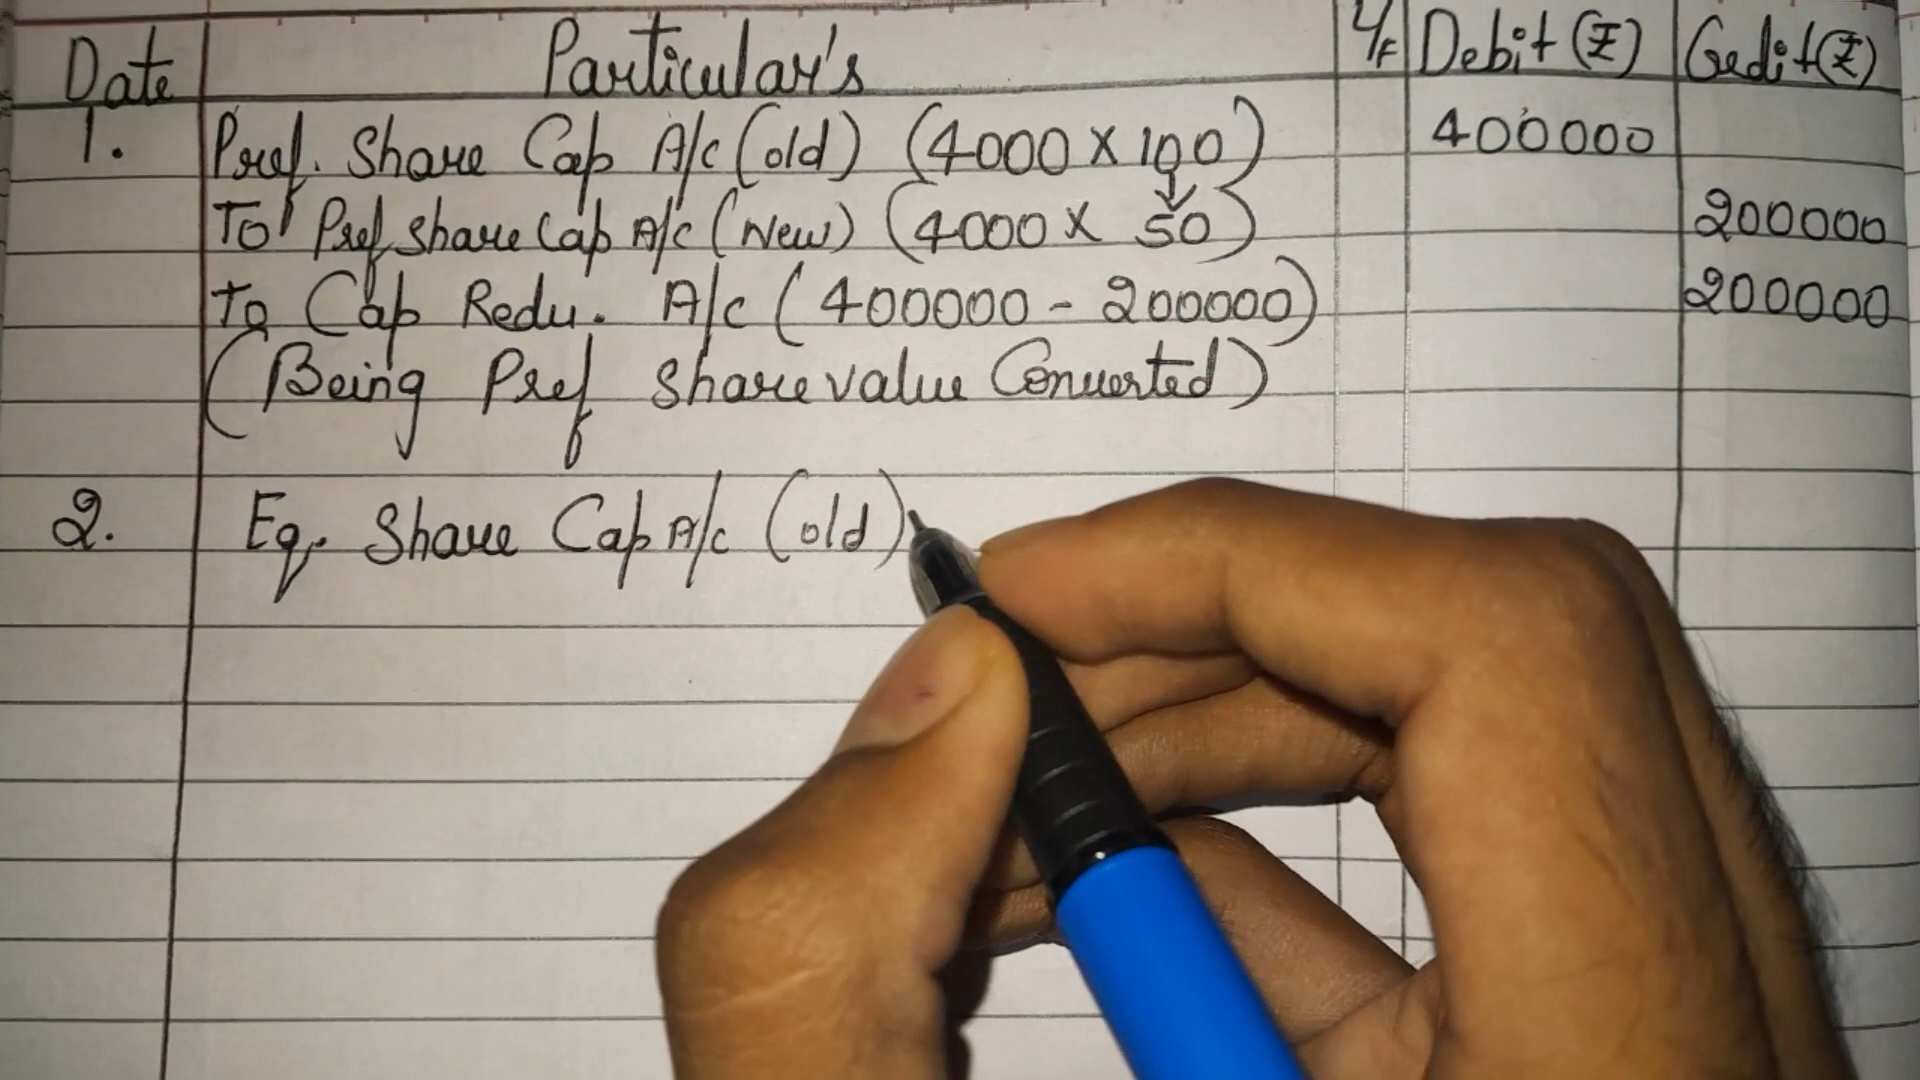 Date Particular's L/F Debit (₹) Credit (₹)
1. Pref. Share Cap A/c (old) (4000 x 100) 400000
To Pref share Cap A/c (New) (4000 x 50) 200000
To Cap Redu. A/c (400000 - 200000) 200000
(Being Pref share value Converted)
2. Eq. Share Cap A/c (old)